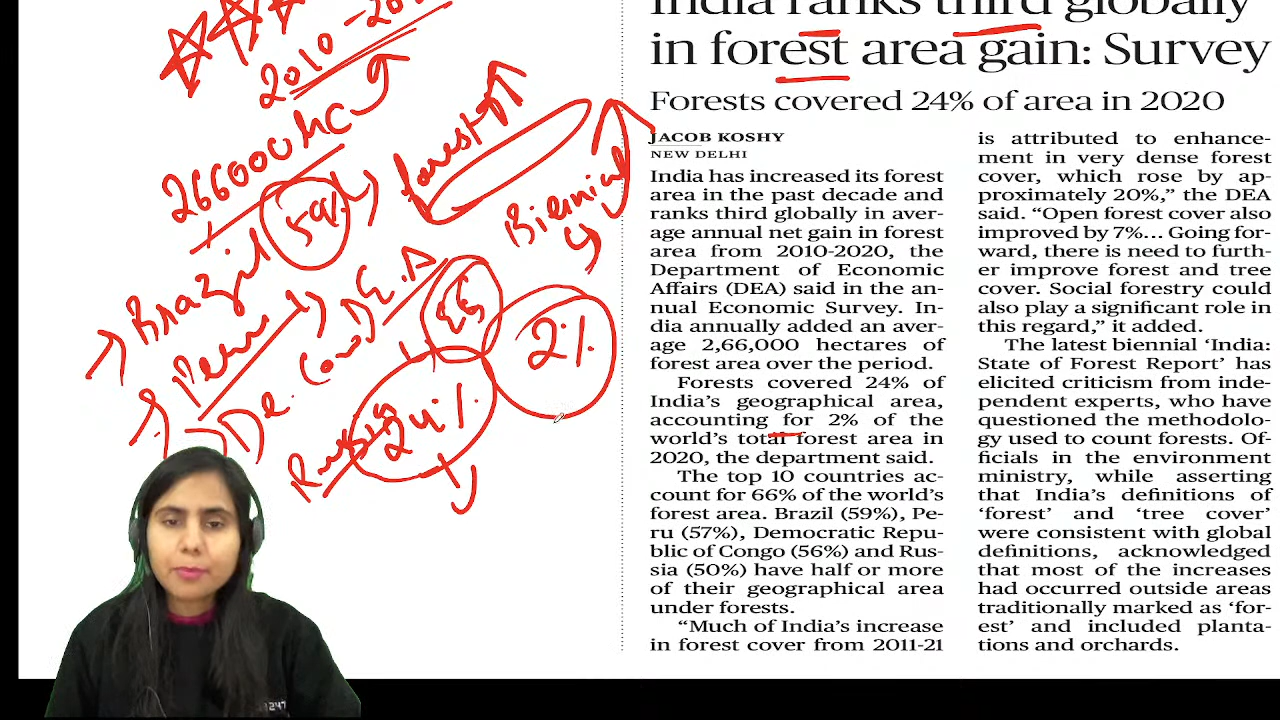 2010-20
266000 hc
forest
Biennial
59%
Brazil
Peru
De. Congo
24%
2%
Russia
India ranks third globally
in forest area gain: Survey
Forests covered 24% of area in 2020
JACOB KOSHY
NEW DELHI
India has increased its forest
area in the past decade and
ranks third globally in aver-
age annual net gain in forest
area from 2010-2020, the
Department of Economic
Affairs (DEA) said in the an-
nual Economic Survey. In-
dia annually added an aver-
age 2,66,000 hectares of
forest area over the period.
Forests covered 24% of
India's geographical area,
accounting for 2% of the
world's total forest area in
2020, the department said.
The top 10 countries ac-
count for 66% of the world's
forest area. Brazil (59%), Pe-
ru (57%), Democratic Repu-
blic of Congo (56%) and Rus-
sia (50%) have half or more
of their geographical area
under forests.
"Much of India's increase
in forest cover from 2011-21
is attributed to enhance-
ment in very dense forest
cover, which rose by ap-
proximately 20%," the DEA
said. "Open forest cover also
improved by 7%... Going for-
ward, there is need to furth-
er improve forest and tree
cover. Social forestry could
also play a significant role in
this regard," it added.
The latest biennial 'India:
State of Forest Report' has
elicited criticism from inde-
pendent experts, who have
questioned the methodolo-
gy used to count forests. Of-
ficials in the environment
ministry, while asserting
that India's definitions of
'forest' and 'tree cover'
were consistent with global
definitions, acknowledged
that most of the increases
had occurred outside areas
traditionally marked as 'for-
est' and included planta-
tions and orchards.
247